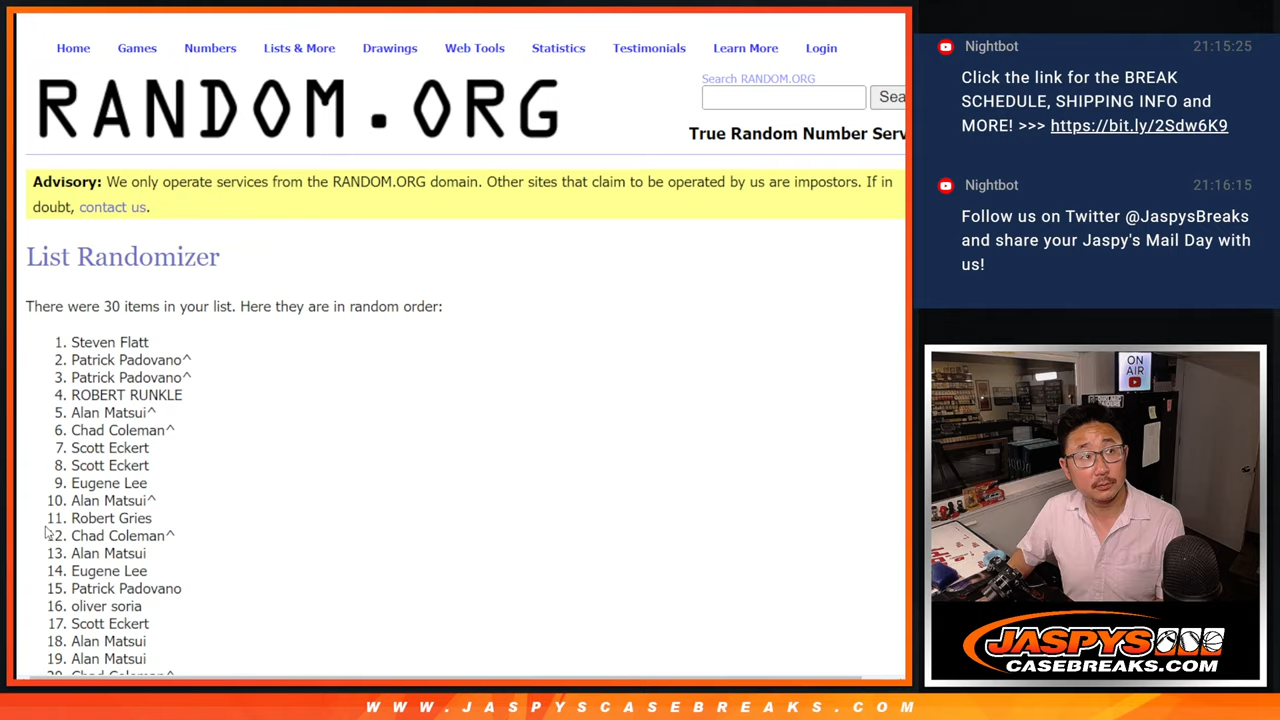 Home Games Numbers Lists & More Drawings Web Tools Statistics Testimonials Learn More Login
RANDOM.ORG
Search RANDOM.ORG
Sea
True Random Number Serv
Advisory: We only operate services from the RANDOM.ORG domain. Other sites that claim to be operated by us are impostors. If in
doubt, contact us.
List Randomizer
There were 30 items in your list. Here they are in random order:
1. Steven Flatt
2. Patrick Padovano^
3. Patrick Padovano^
4. ROBERT RUNKLE
5. Alan Matsui^
6. Chad Coleman^
7. Scott Eckert
8. Scott Eckert
9. Eugene Lee
10. Alan Matsui^
11. Robert Gries
12. Chad Coleman^
13. Alan Matsui
14. Eugene Lee
15. Patrick Padovano
16. oliver soria
17. Scott Eckert
18. Alan Matsui
19. Alan Matsui
20. Chad Coleman^
Nightbot 21:15:25
Click the link for the BREAK
SCHEDULE, SHIPPING INFO and
MORE! >>> https://bit.ly/2Sdw6K9
Nightbot 21:16:15
Follow us on Twitter @JaspysBreaks
and share your Jaspy's Mail Day with
us!
ON
AIR
JASPYS
CASEBREAKS.COM
WWW.JASPYSCASEBREAKS.COM